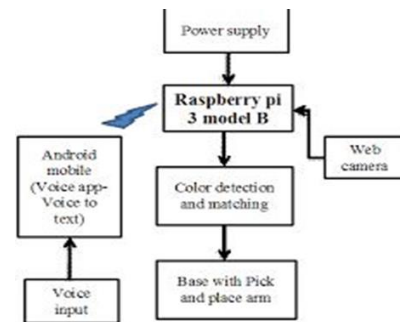 Power supply
Raspberry pi
3 model B
Android
mobile
(Voice app-
Voice to
text)
Web
camera
Color detection
and matching
Voice
input
Base with Pick
and place arm